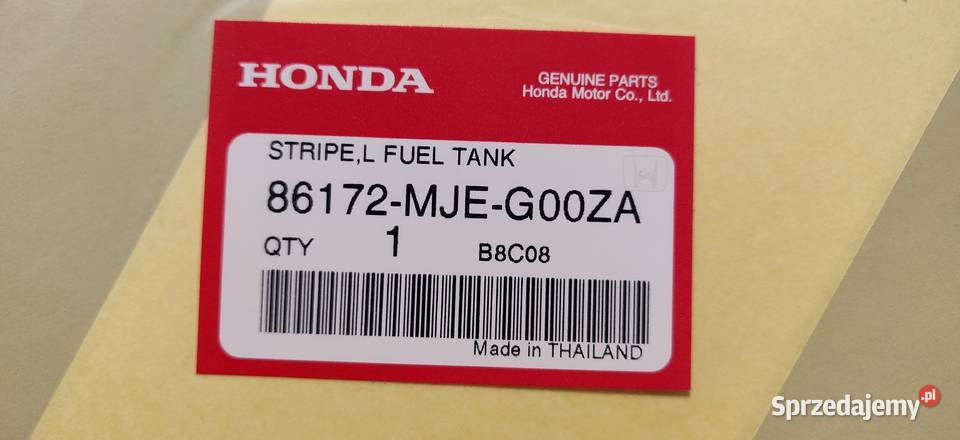 HONDA
GENUINE PARTS
Honda Motor Co., Ltd.
STRIPE,L FUEL TANK
86172-MJE-G00ZA
QTY 1 B8C08
Made in THAILAND
Sprzedajemy.pl